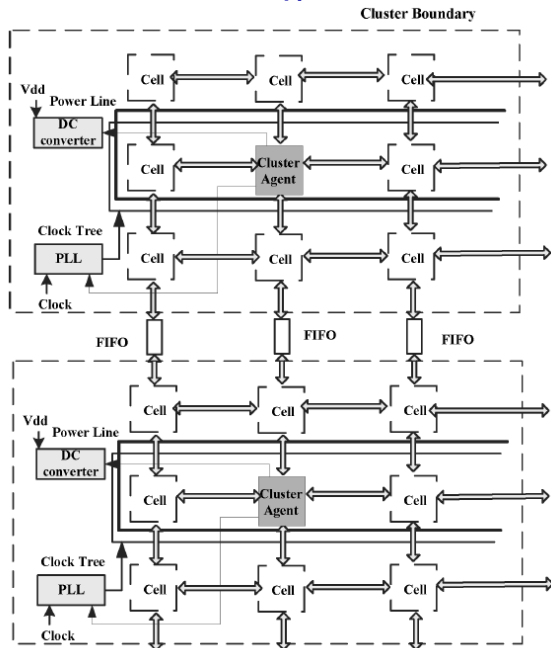 Cluster Boundary
Cell
Cell
Cell
Vdd
Power Line
DC
converter
Cell
Cluster
Agent
Cell
Clock Tree
PLL
Cell
Cell
Cell
Clock
FIFO
FIFO
FIFO
Cell
Cell
Cell
Vdd
Power Line
DC
converter
Cell
Cluster
Agent
Cell
Clock Tree
PLL
Cell
Cell
Cell
Clock